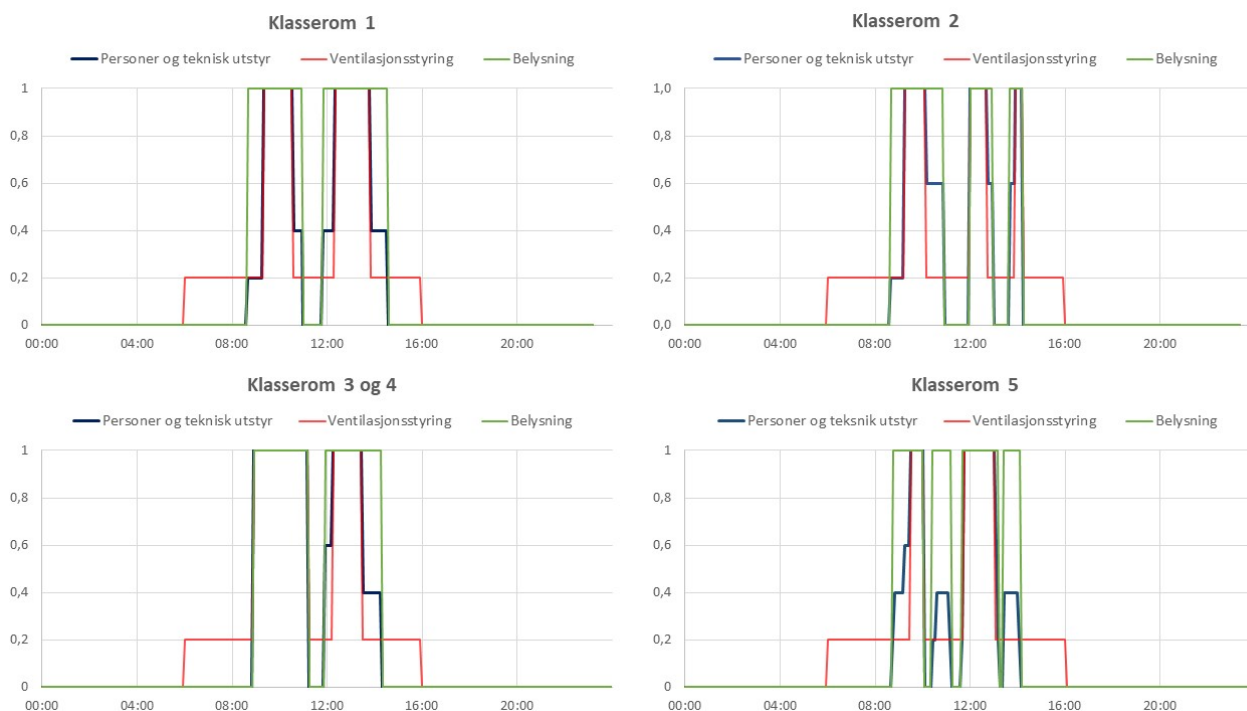 Klasserom 1
Personer og teknisk utstyr Ventilasjonsstyring Belysning
1
0,8
0,6
0,4
0,2
0
00:00 04:00 08:00 12:00 16:00 20:00
Klasserom 2
Personer og teknisk utstyr Ventilasjonsstyring Belysning
1,0
0,8
0,6
0,4
0,2
0,0
00:00 04:00 08:00 12:00 16:00 20:00
Klasserom 3 og 4
Personer og teknisk utstyr Ventilasjonsstyring Belysning
1
0,8
0,6
0,4
0,2
0
00:00 04:00 08:00 12:00 16:00 20:00
Klasserom 5
Personer og teksnik utstyr Ventilasjonsstyring Belysning
1
0,8
0,6
0,4
0,2
0
00:00 04:00 08:00 12:00 16:00 20:00